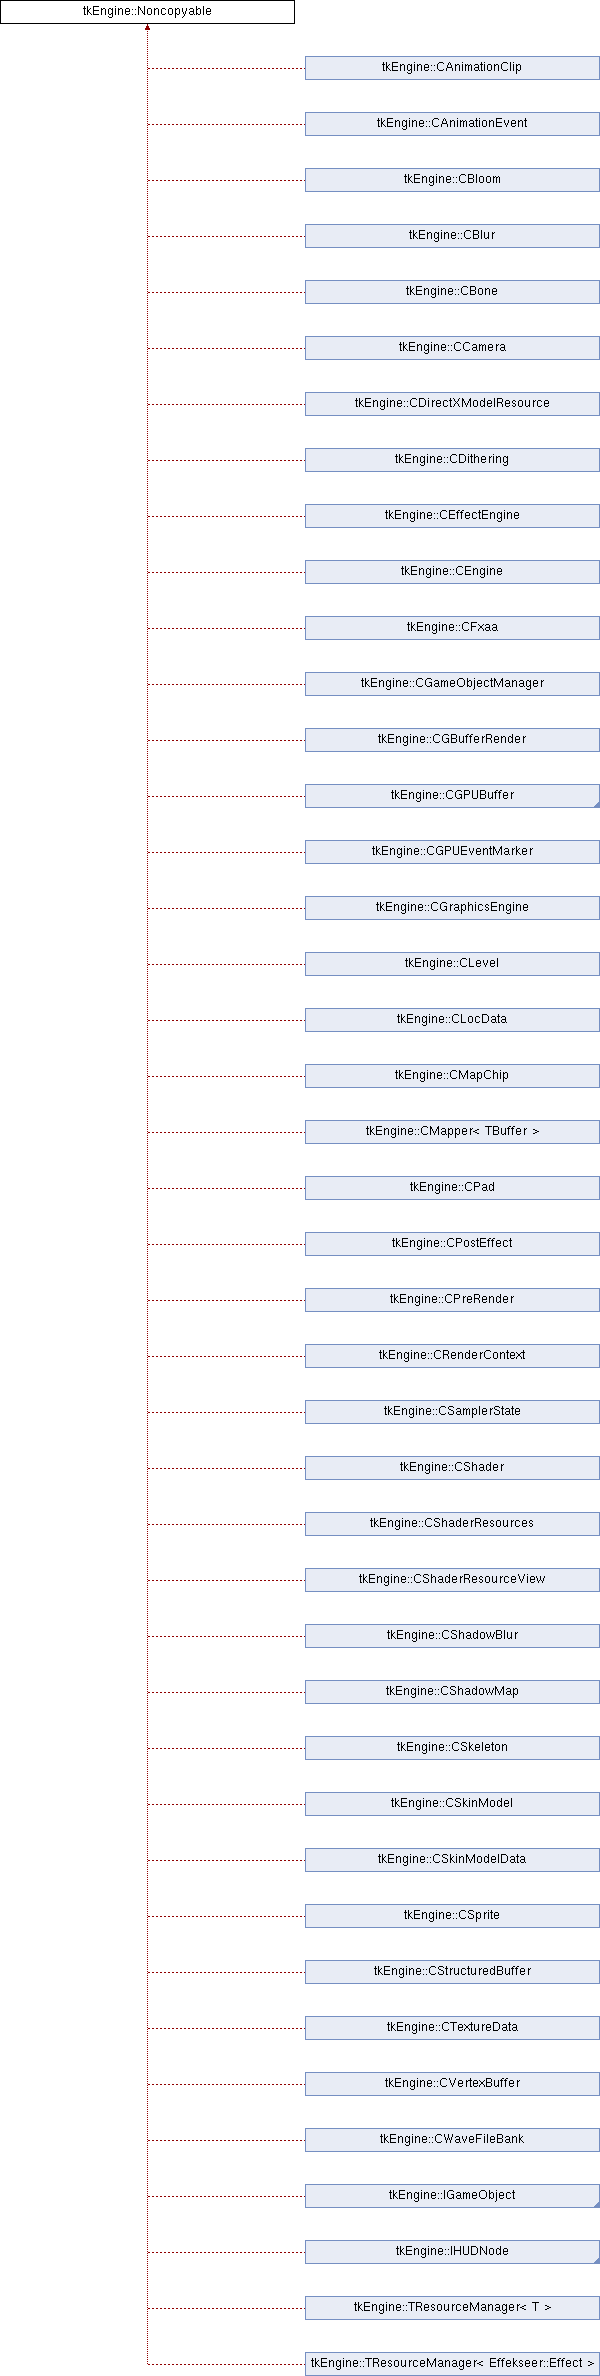 tkEngine::Noncopyable
tkEngine::CAnimationClip
tkEngine::CAnimationEvent
tkEngine::CBloom
tkEngine::CBlur
tkEngine::CBone
tkEngine::CCamera
tkEngine::CDirectXModelResource
tkEngine::CDithering
tkEngine::CEffectEngine
tkEngine::CEngine
tkEngine::CFxaa
tkEngine::CGameObjectManager
tkEngine::CGBufferRender
tkEngine::CGPUBuffer
tkEngine::CGPUEventMarker
tkEngine::CGraphicsEngine
tkEngine::CLevel
tkEngine::CLocData
tkEngine::CMapChip
tkEngine::CMapper< TBuffer >
tkEngine::CPad
tkEngine::CPostEffect
tkEngine::CPreRender
tkEngine::CRenderContext
tkEngine::CSamplerState
tkEngine::CShader
tkEngine::CShaderResources
tkEngine::CShaderResourceView
tkEngine::CShadowBlur
tkEngine::CShadowMap
tkEngine::CSkeleton
tkEngine::CSkinModel
tkEngine::CSkinModelData
tkEngine::CSprite
tkEngine::CStructuredBuffer
tkEngine::CTextureData
tkEngine::CVertexBuffer
tkEngine::CWaveFileBank
tkEngine::IGameObject
tkEngine::IHUDNode
tkEngine::TResourceManager< T >
tkEngine::TResourceManager< Effekseer::Effect >